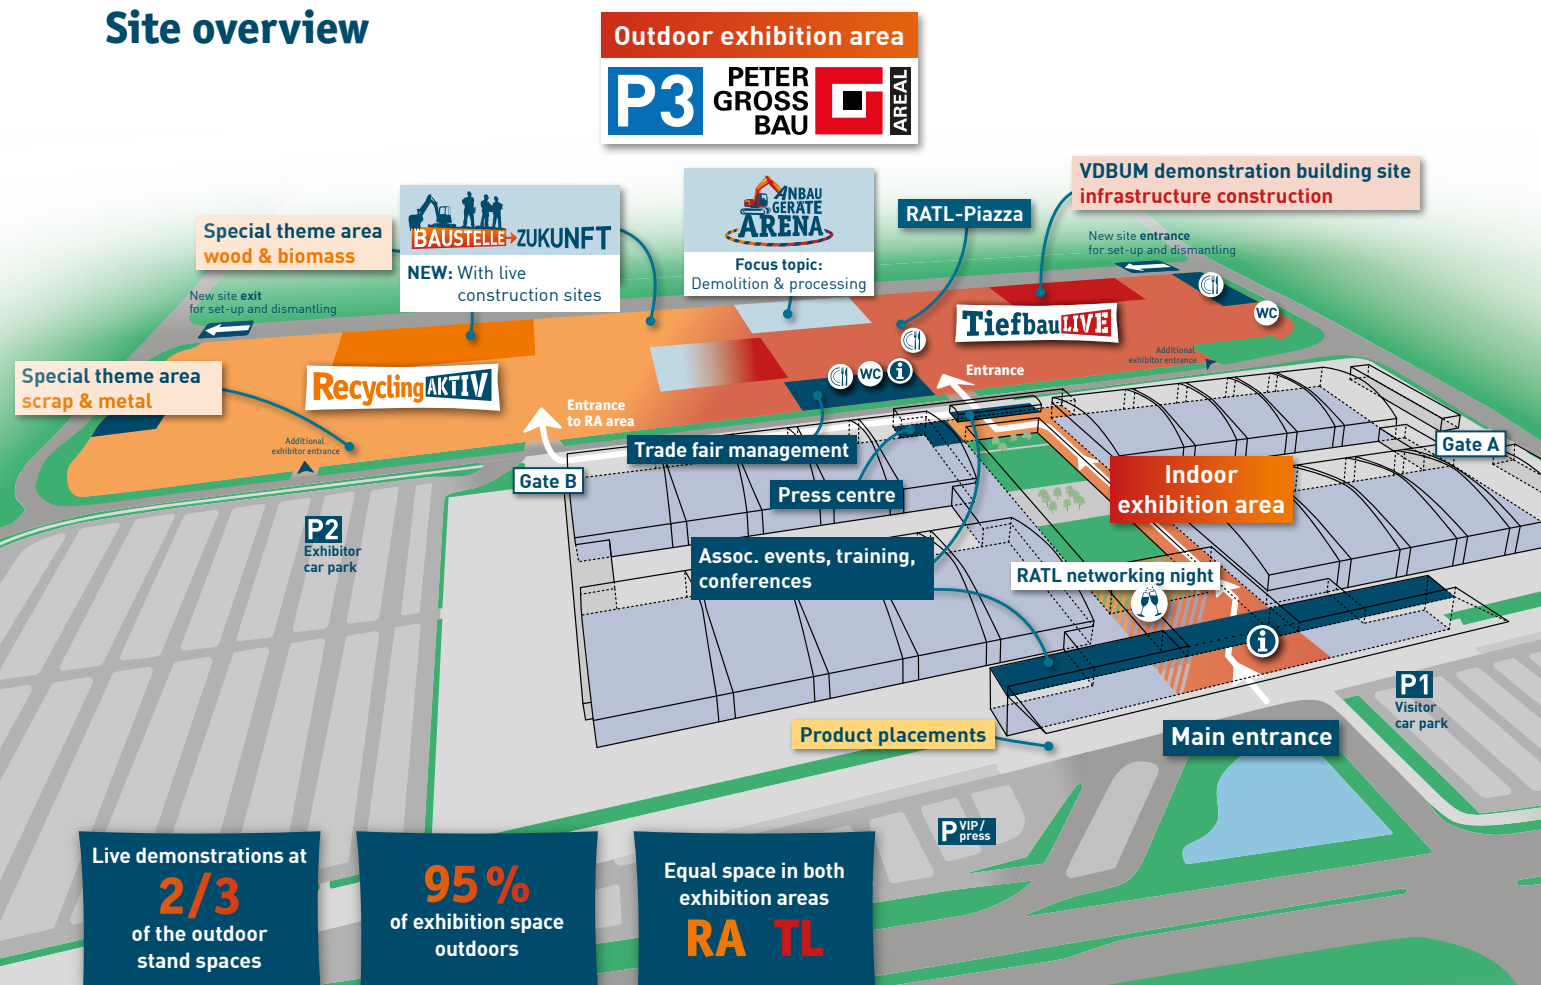 Site overview
Outdoor exhibition area
P3
PETER
GROSS
BAU
AREAL
VDBUM demonstration building site
infrastructure construction
ANBAU
GERÄTE
ARENA
Focus topic:
Demolition & processing
RATL-Piazza
BAUSTELLE ZUKUNFT
NEW: With live
construction sites
Special theme area
wood & biomass
New site entrance
for set-up and dismantling
New site exit
for set-up and dismantling
WC
Tiefbau LIVE
Additional
exhibitor entrance
Special theme area
scrap & metal
Recycling AKTIV
WC
i
Entrance
Entrance
to RA area
Additional
exhibitor entrance
Trade fair management
Gate A
Gate B
Press centre
Indoor
exhibition area
P2
Exhibitor
car park
Assoc. events, training,
conferences
RATL networking night
i
P1
Visitor
car park
Product placements
Main entrance
P VIP/
press
Live demonstrations at
2/3
of the outdoor
stand spaces
95 %
of exhibition space
outdoors
Equal space in both
exhibition areas
RA TL